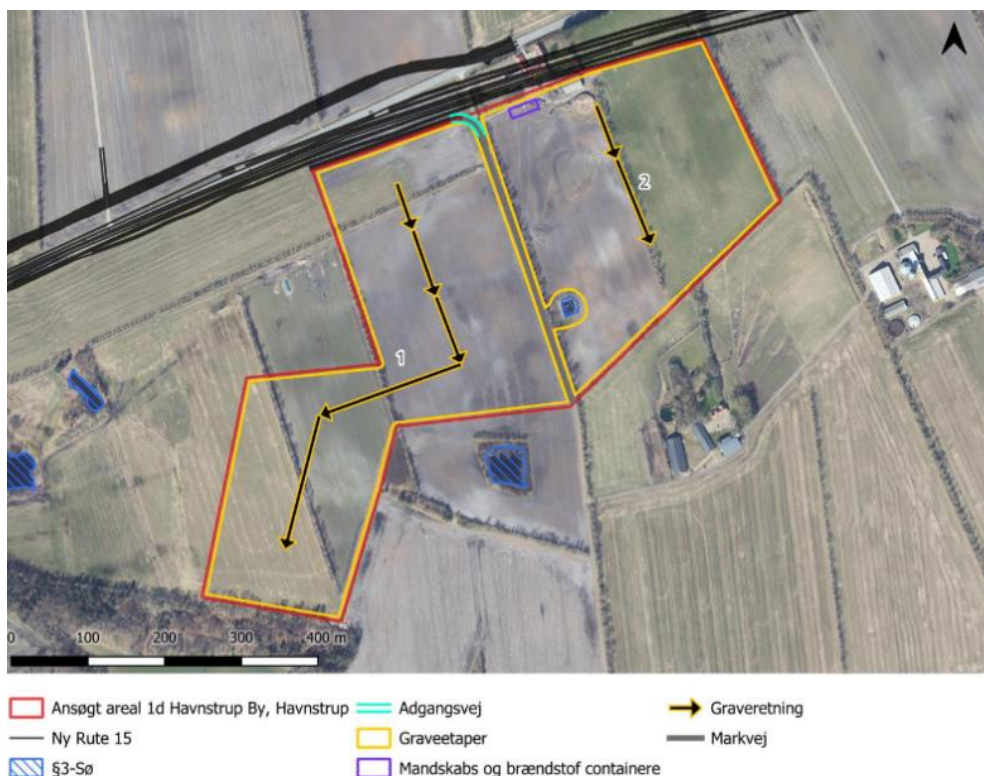 2
1
0 100 200 300 400 m
Ansøgt areal 1d Havnstrup By, Havnstrup
Adgangsvej
Graveretning
Ny Rute 15
Graveetaper
Markvej
§3-Sø
Mandskabs og brændstof containere